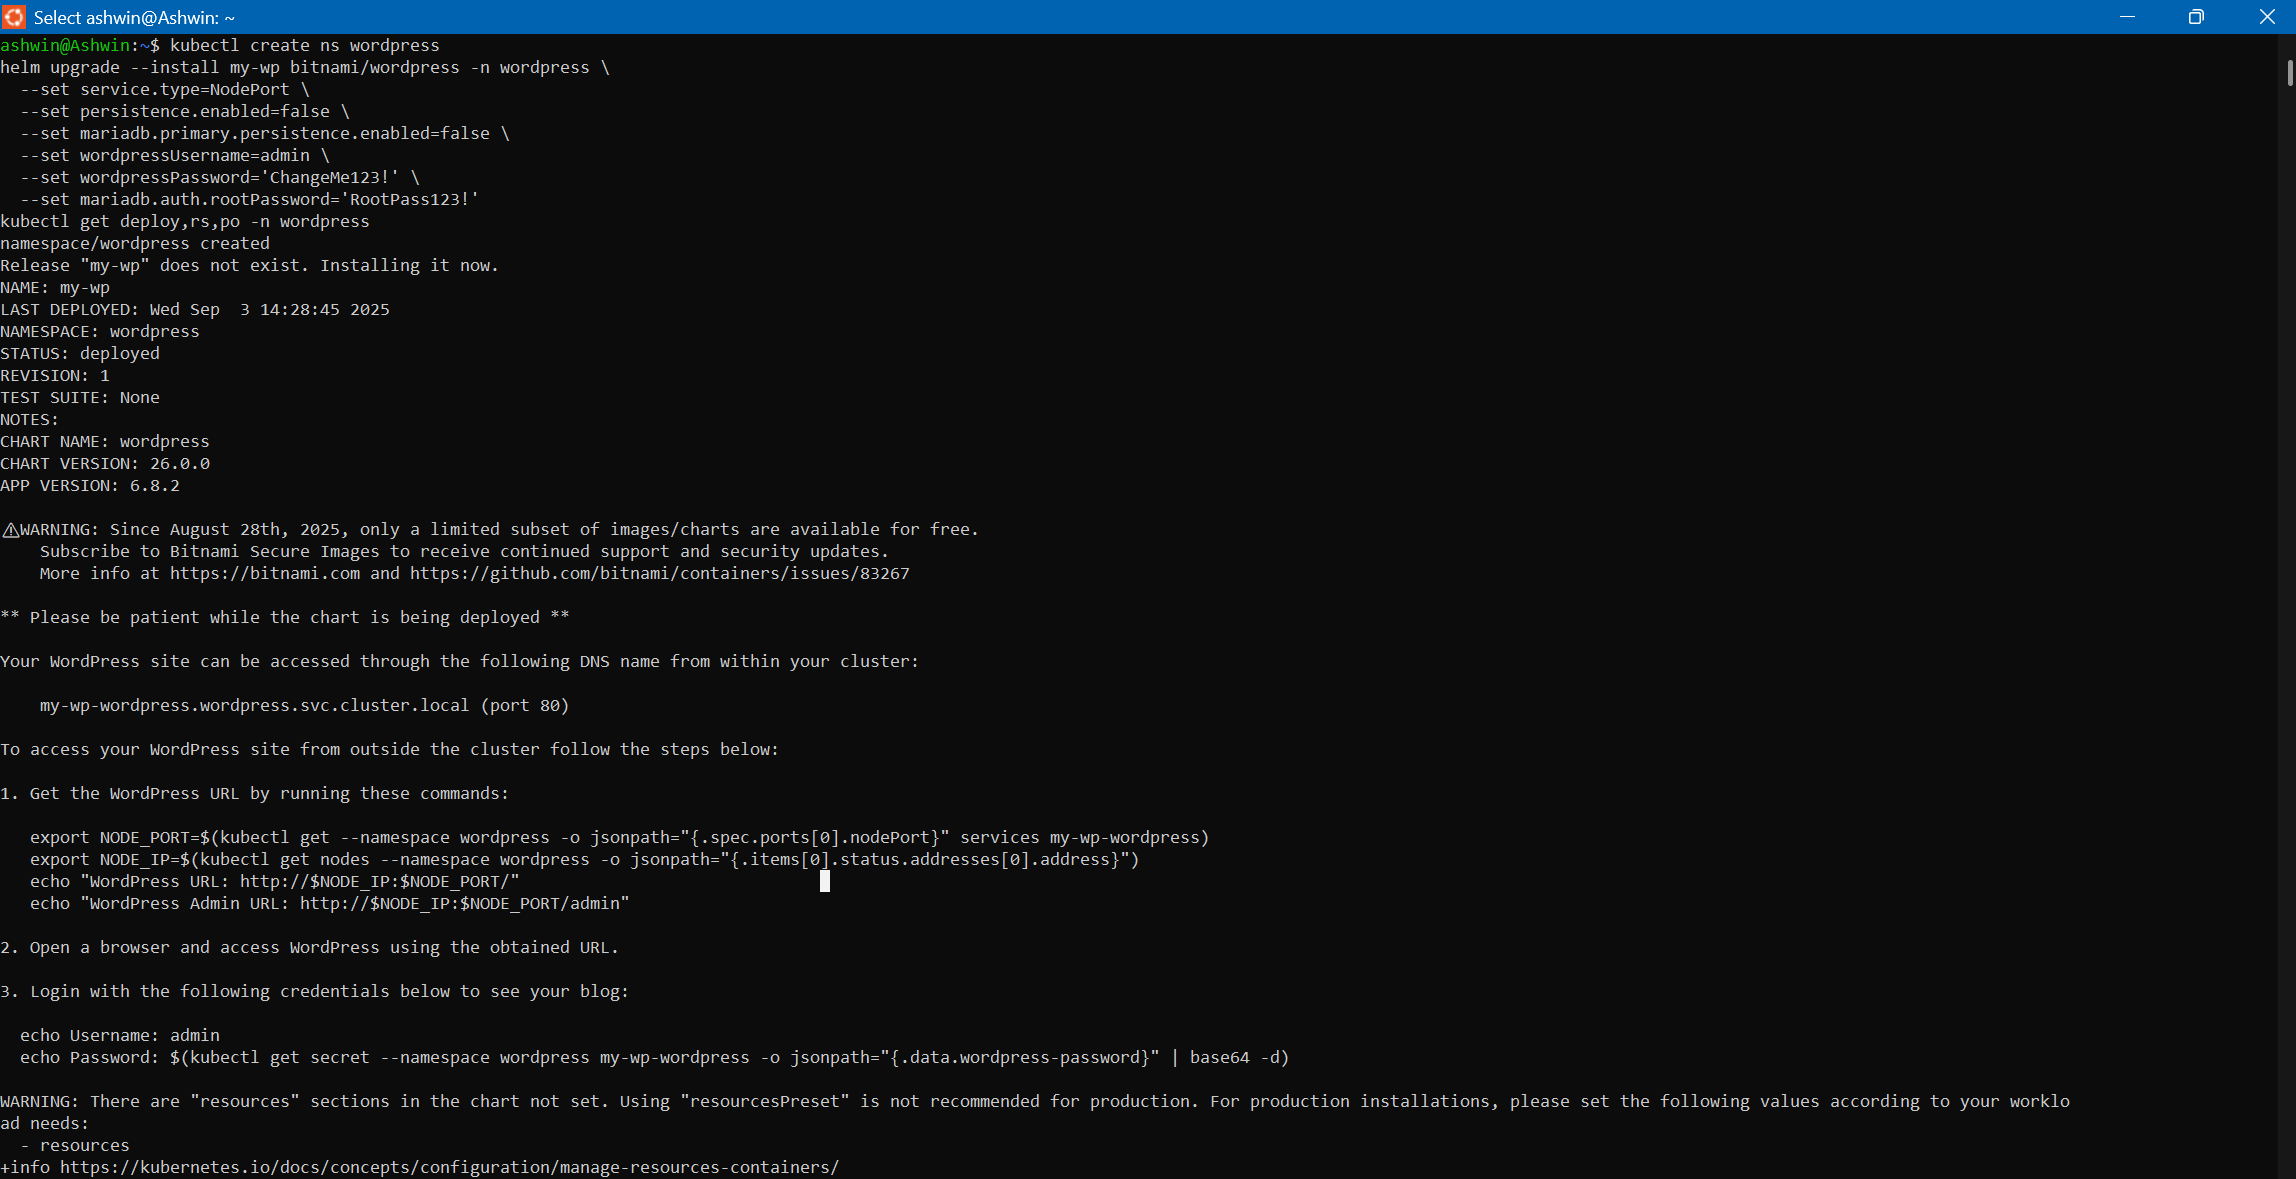 Select ashwin@Ashwin: ~
ashwin@Ashwin:~$ kubectl create ns wordpress
helm upgrade --install my-wp bitnami/wordpress -n wordpress \
  --set service.type=NodePort \
  --set persistence.enabled=false \
  --set mariadb.primary.persistence.enabled=false \
  --set wordpressUsername=admin \
  --set wordpressPassword='ChangeMe123!' \
  --set mariadb.auth.rootPassword='RootPass123!'
kubectl get deploy,rs,po -n wordpress
namespace/wordpress created
Release "my-wp" does not exist. Installing it now.
NAME: my-wp
LAST DEPLOYED: Wed Sep  3 14:28:45 2025
NAMESPACE: wordpress
STATUS: deployed
REVISION: 1
TEST SUITE: None
NOTES:
CHART NAME: wordpress
CHART VERSION: 26.0.0
APP VERSION: 6.8.2
⚠WARNING: Since August 28th, 2025, only a limited subset of images/charts are available for free.
    Subscribe to Bitnami Secure Images to receive continued support and security updates.
    More info at https://bitnami.com and https://github.com/bitnami/containers/issues/83267
** Please be patient while the chart is being deployed **
Your WordPress site can be accessed through the following DNS name from within your cluster:
    my-wp-wordpress.wordpress.svc.cluster.local (port 80)
To access your WordPress site from outside the cluster follow the steps below:
1. Get the WordPress URL by running these commands:
   export NODE_PORT=$(kubectl get --namespace wordpress -o jsonpath="{.spec.ports[0].nodePort}" services my-wp-wordpress)
   export NODE_IP=$(kubectl get nodes --namespace wordpress -o jsonpath="{.items[0].status.addresses[0].address}")
   echo "WordPress URL: http://$NODE_IP:$NODE_PORT/"
   echo "WordPress Admin URL: http://$NODE_IP:$NODE_PORT/admin"
2. Open a browser and access WordPress using the obtained URL.
3. Login with the following credentials below to see your blog:
  echo Username: admin
  echo Password: $(kubectl get secret --namespace wordpress my-wp-wordpress -o jsonpath="{.data.wordpress-password}" | base64 -d)
WARNING: There are "resources" sections in the chart not set. Using "resourcesPreset" is not recommended for production. For production installations, please set the following values according to your worklo
ad needs:
  - resources
+info https://kubernetes.io/docs/concepts/configuration/manage-resources-containers/